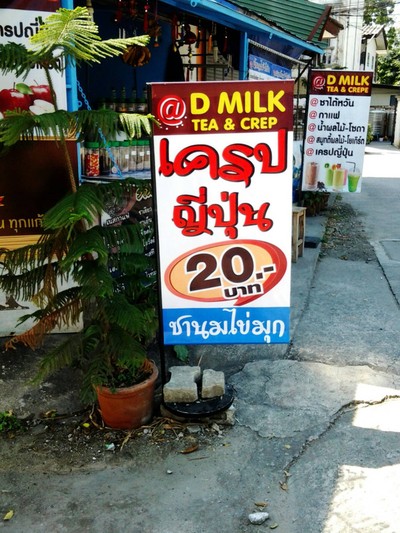 @ D MILK
TEA & CREP
เครป
ญี่ปุ่น
20.-
บาท
ชานมไข่มุก
@ D MILK
TEA & CREPE
@ ชาไต้หวัน
@ กาแฟ
@ น้ำผลไม้-โซดา
@ สมูทตี้ผลไม้-โยเกิร์ต
@ เครปญี่ปุ่น